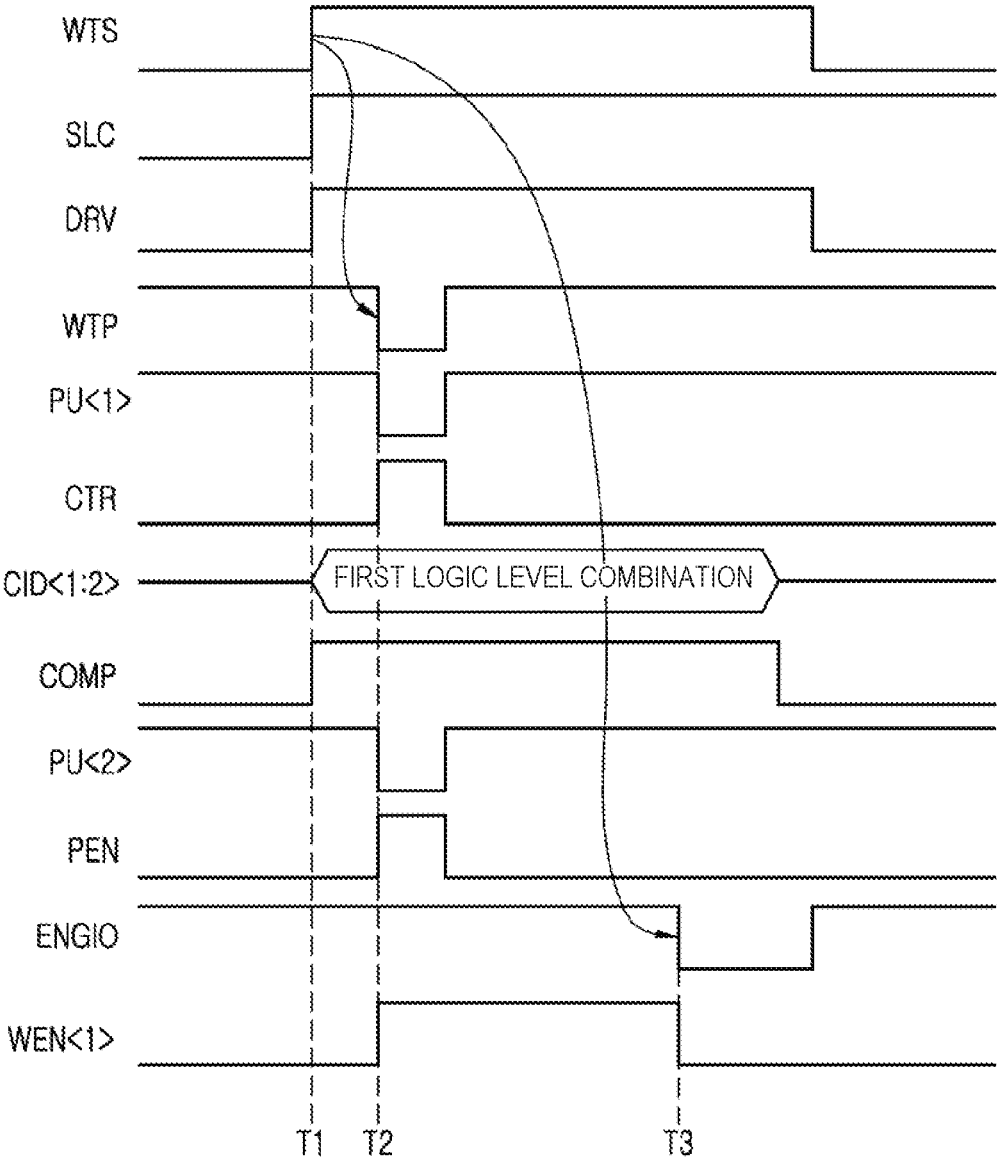 WTS
SLC
DRV
WTP
PU<1>
CTR
CID<1:2>
FIRST LOGIC LEVEL COMBINATION
COMP
PU<2>
PEN
ENGIO
WEN<1>
T1 T2 T3